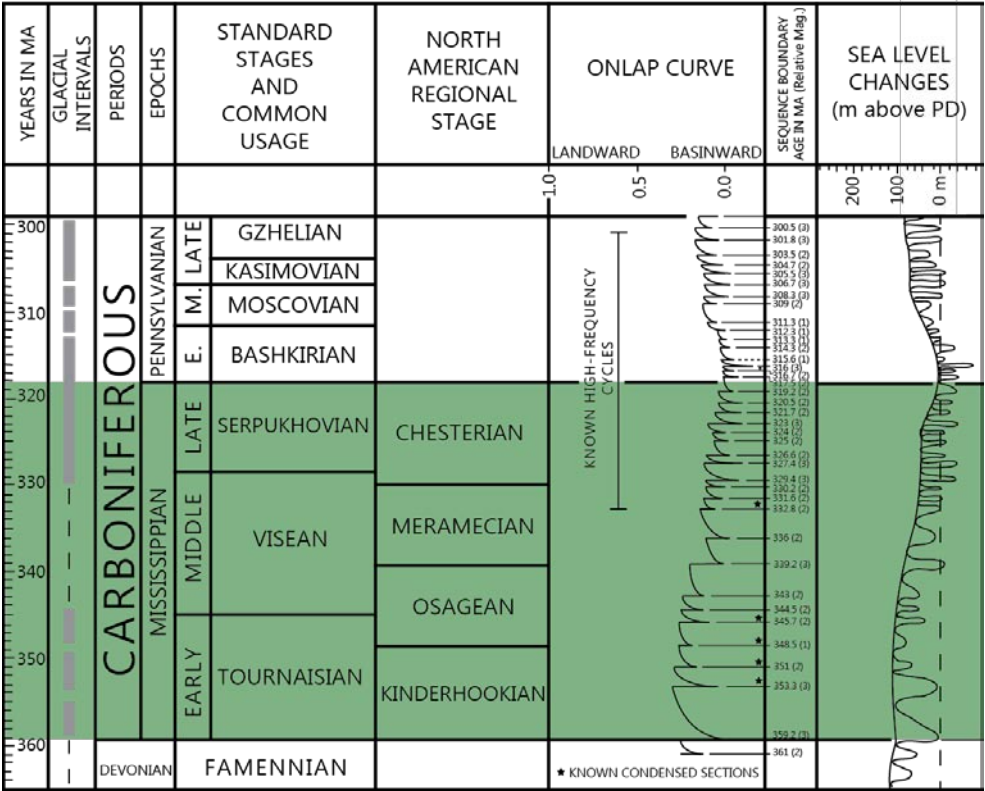 YEARS IN MA
GLACIAL
INTERVALS
PERIODS
EPOCHS
STANDARD
STAGES
AND
COMMON
USAGE
NORTH
AMERICAN
REGIONAL
STAGE
ONLAP CURVE
LANDWARD BASINWARD
SEQUENCE BOUNDARY
AGE IN MA (Relative Mag.)
SEA LEVEL
CHANGES
(m above PD)
1.0 0.5 0.0
200 100 0 m
300
310
320
330
340
350
360
CARBONIFEROUS
DEVONIAN
PENNSYLVANIAN
MISSISSIPPIAN
LATE
M.
E.
LATE
MIDDLE
EARLY
GZHELIAN
KASIMOVIAN
MOSCOVIAN
BASHKIRIAN
SERPUKHOVIAN
VISEAN
TOURNAISIAN
FAMENNIAN
CHESTERIAN
MERAMECIAN
OSAGEAN
KINDERHOOKIAN
KNOWN HIGH-FREQUENCY
CYCLES
300.5 (3)
301.8 (3)
303.5 (2)
304.7 (2)
305.5 (3)
306.7 (3)
308.3 (3)
309 (2)
311.3 (1)
312.3 (1)
313.3 (1)
314.3 (2)
315.6 (1)
316 (3)
316.7 (2)
319.2 (2)
320.5 (2)
321.7 (2)
323 (3)
324 (2)
325 (2)
326.6 (2)
327.4 (3)
329.4 (3)
330.2 (2)
331.6 (2)
332.8 (2)
336 (2)
339.2 (3)
343 (2)
344.5 (2)
345.7 (2)
348.5 (1)
351 (2)
353.3 (3)
359.2 (3)
361 (2)
★ KNOWN CONDENSED SECTIONS